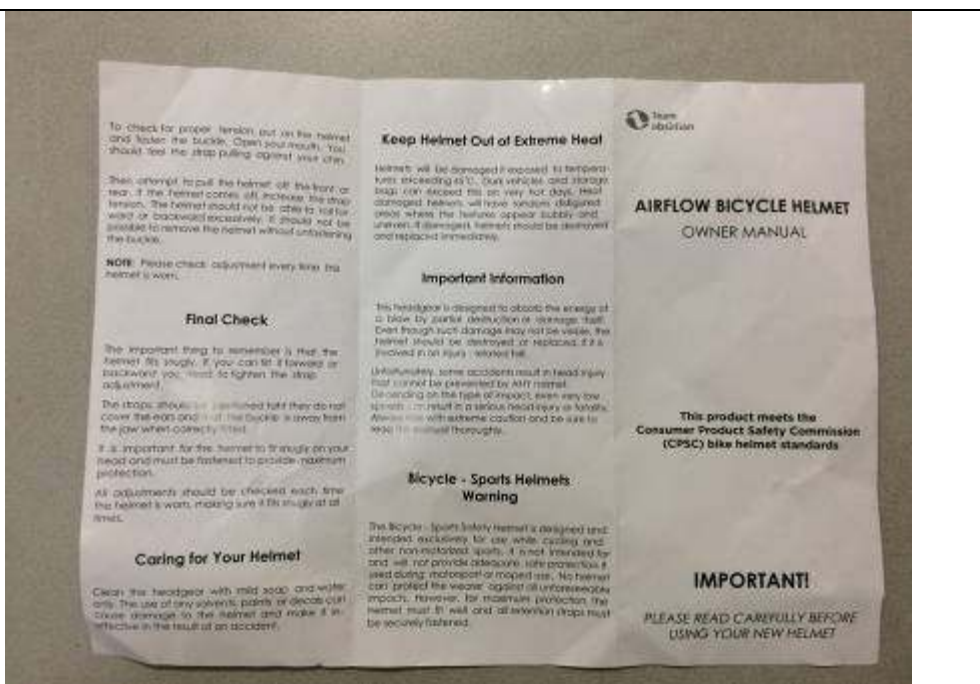 To check for proper tension put on the helmet
and fasten the buckle. Open your mouth. You
should feel the strap pulling against your chin.
Then attempt to pull the helmet off the front or
rear. If the helmet comes off, increase the strap
tension. The helmet should not be able to roll for-
ward or backward excessively. It should not be
possible to remove the helmet without unfastening
the buckle.
NOTE: Please check adjustment every time the
helmet is worn.
Final Check
The important thing to remember is that the
helmet fits snugly. If you can tilt it forward or
backward you need to tighten the strap
adjustment.
The straps should be positioned that they do not
cover the ears and that the buckle is away from
the jaw when correctly fitted.
It is important for the helmet to fit snugly on your
head and must be fastened to provide maximum
protection.
All adjustments should be checked each time
the helmet is worn, making sure it fits snugly at all
times.
Caring for Your Helmet
Clean this headgear with mild soap and water
only. The use of any solvents, paints or decals can
cause damage to the helmet and make it in-
effective in the result of an accident.
Keep Helmet Out of Extreme Heat
Helmets will be damaged if exposed to tempera-
tures exceeding 65°C. Dark vehicles and storage
bags can exceed this on very hot days. Heat
damaged helmets will have random disfigured
areas where the textures appear bubbly and
uneven. If damaged, helmets should be destroyed
and replaced immediately.
Important Information
This headgear is designed to absorb the energy of
a blow by partial destruction or damage itself.
Even though such damage may not be visible, the
helmet should be destroyed or replaced, if it is
involved in an injury - related fall.
Unfortunately, some accidents result in head injury
that cannot be prevented by ANY helmet.
Depending on the type of impact, even very low
speeds can result in a serious head injury or fatality.
Always ride with extreme caution and be sure to
read this manual thoroughly.
Bicycle - Sports Helmets
Warning
The Bicycle - Sports Safety Helmet is designed and
intended exclusively for use while cycling and
other non-motorized sports. It is not intended for
and will not provide adequate, safe protection if
used during motorsport or moped use. No helmet
can protect the wearer against all unforeseeable
impacts. However, for maximum protection the
helmet must fit well and all retention straps must
be securely fastened.
Team
obsidian
AIRFLOW BICYCLE HELMET
OWNER MANUAL
This product meets the
Consumer Product Safety Commission
(CPSC) bike helmet standards
IMPORTANT!
PLEASE READ CAREFULLY BEFORE
USING YOUR NEW HELMET